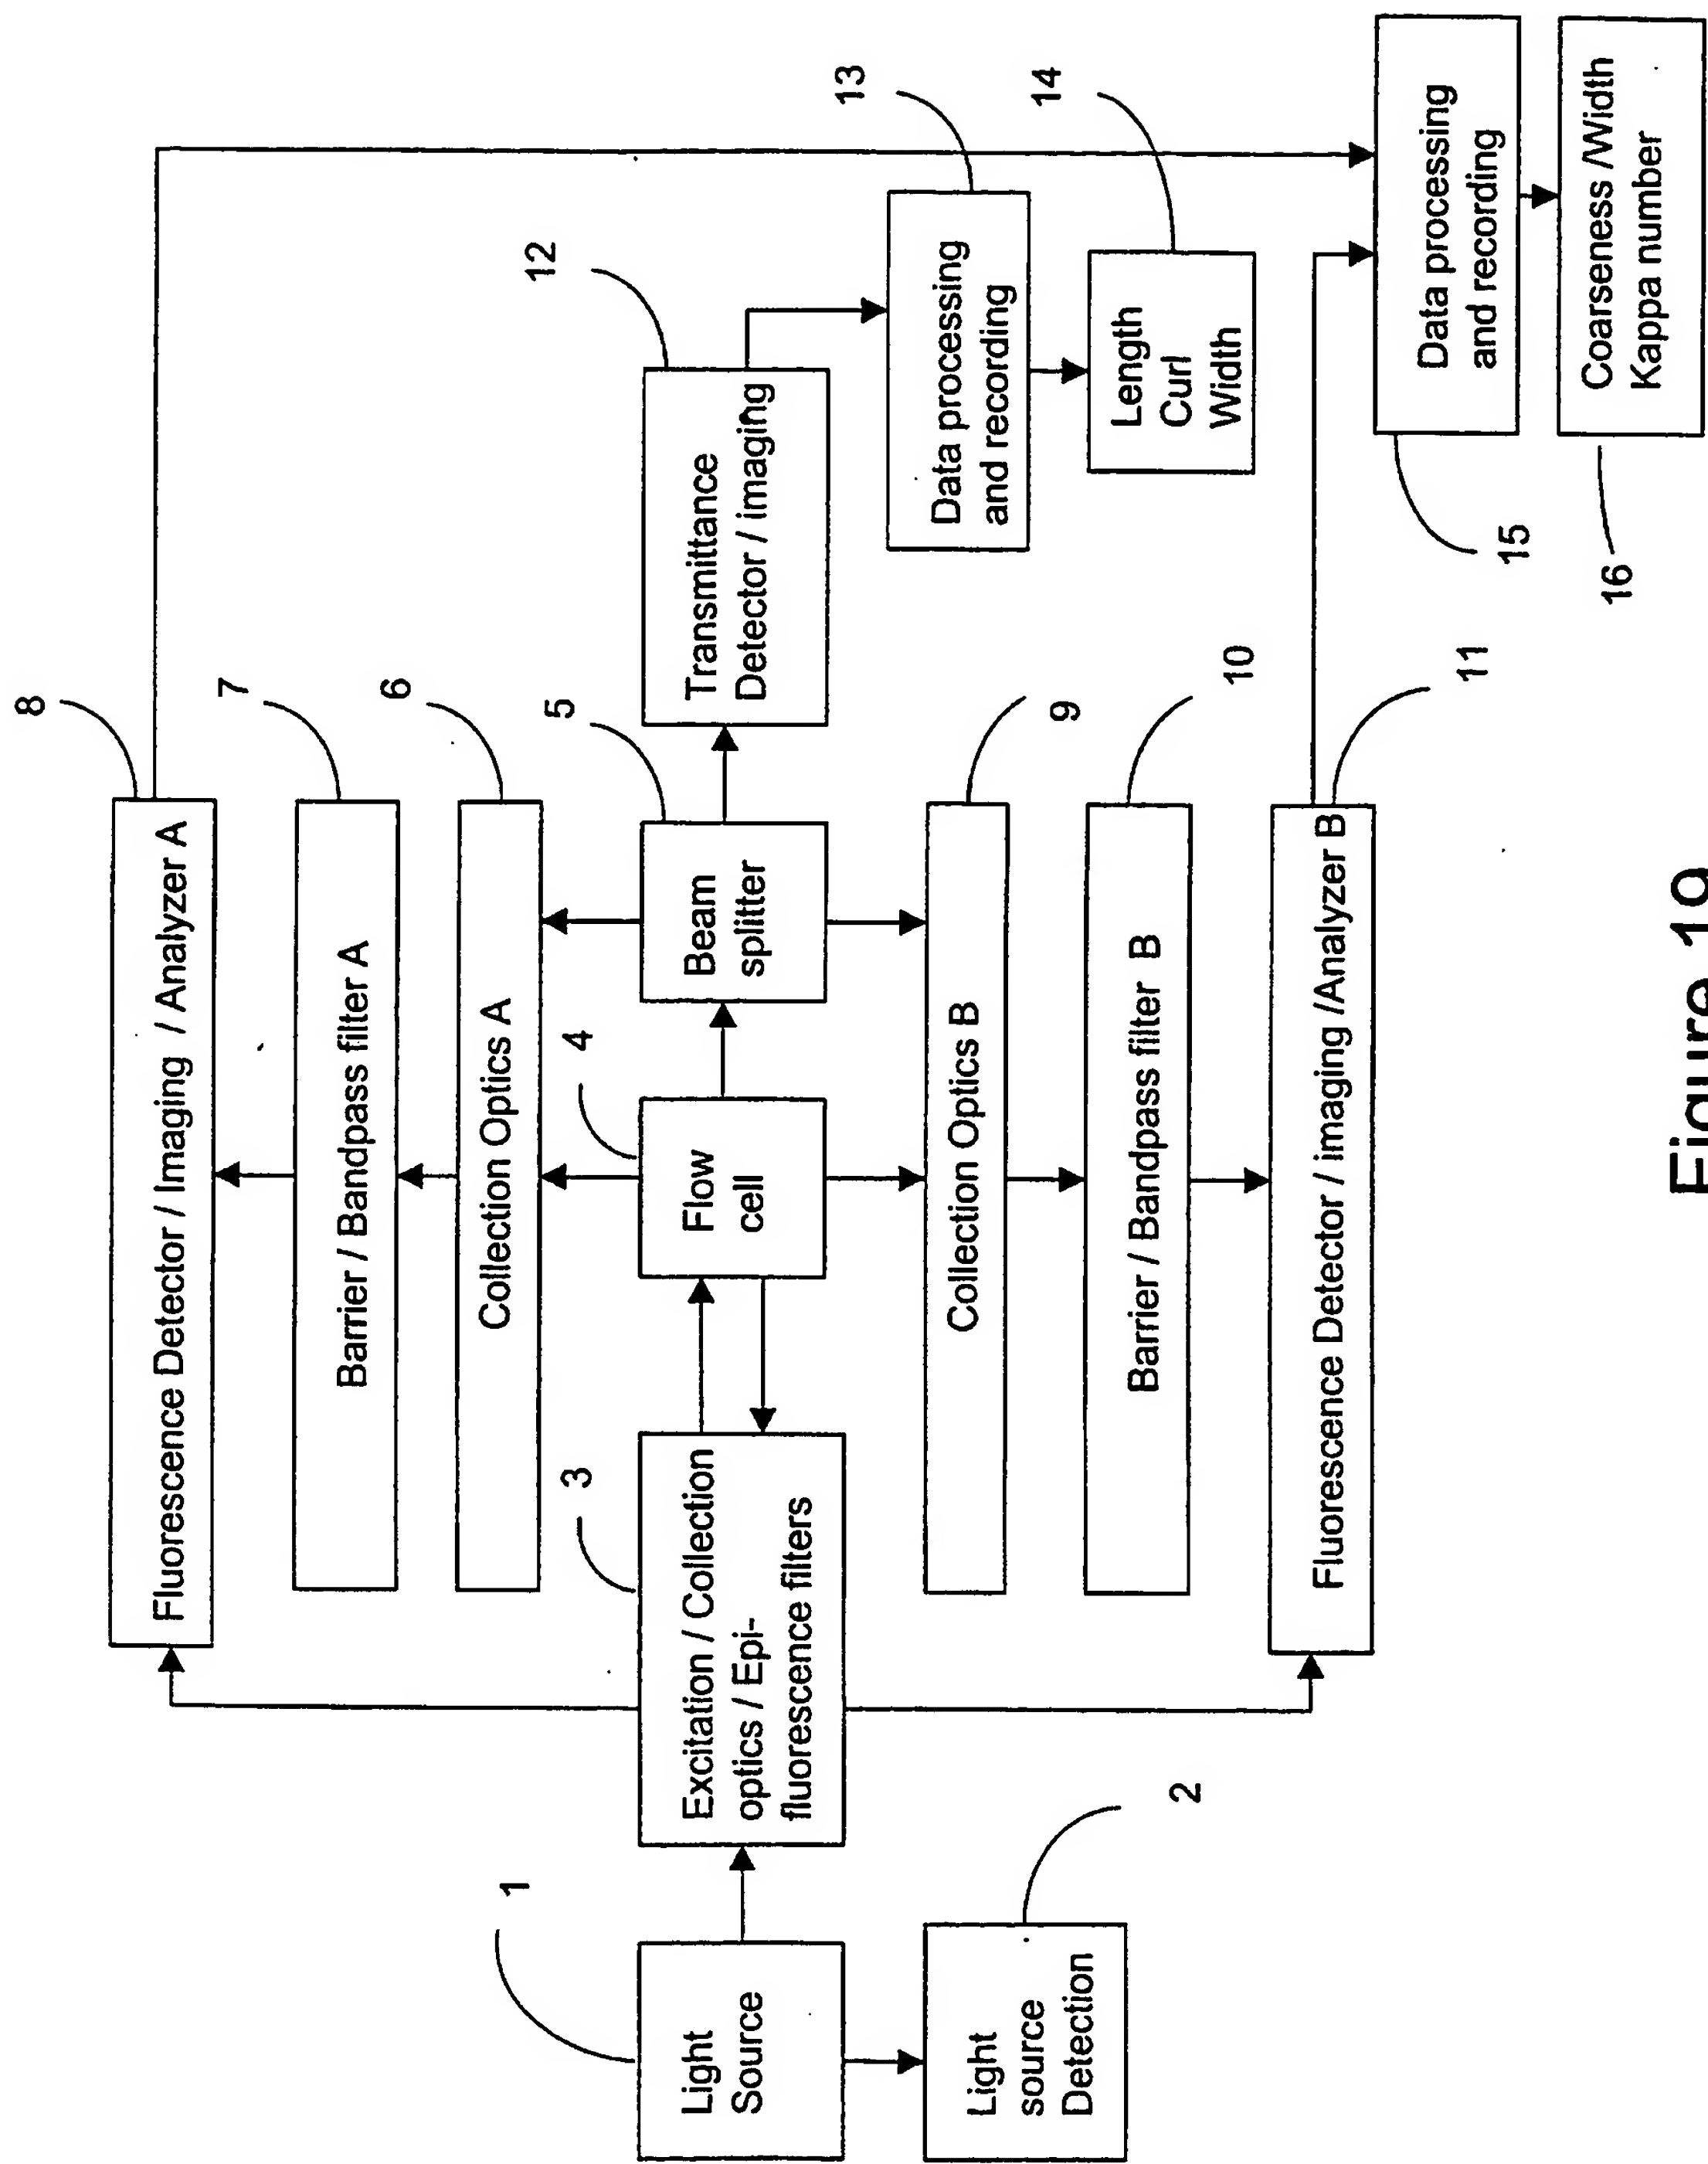 8
Fluorescence Detector / Imaging / Analyzer A
7
Barrier / Bandpass filter A
6
Collection Optics A
1
Light
Source
3
Excitation / Collection
optics / Epi-
fluorescence filters
4
Flow
cell
5
Beam
splitter
12
Transmittance
Detector / imaging
13
Data processing
and recording
14
Length
Curl
Width
2
Light
source
Detection
9
Collection Optics B
10
Barrier / Bandpass filter B
11
Fluorescence Detector / imaging /Analyzer B
15
Data processing
and recording
16
Coarseness /Width
Kappa number
Figure 19